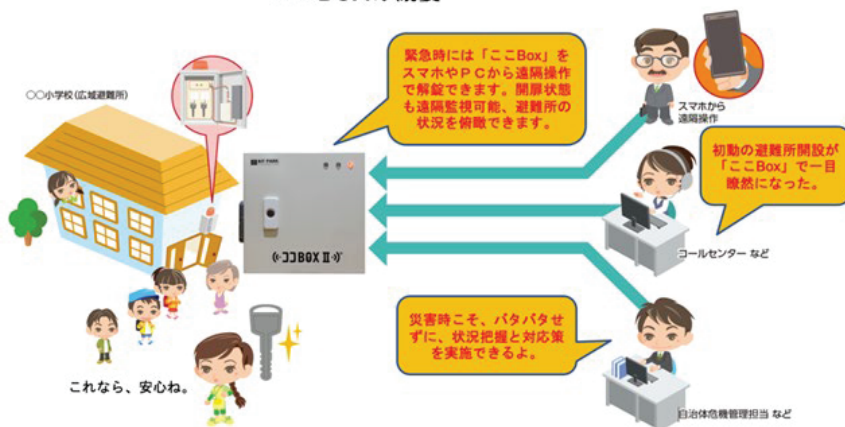 緊急時には「ここBox」を
スマホやＰＣから遠隔操作
で解錠できます。開扉状態
も遠隔監視可能、避難所の
状況を俯瞰できます。
スマホから
遠隔操作
○○小学校(広域避難所)
初動の避難所開設が
「ここBox」で一目
瞭然になった。
((･ココBOX Ⅱ･))
コールセンター など
災害時こそ、バタバタせ
ずに、状況把握と対応策
を実施できるよ。
これなら、安心ね。
自治体危機管理担当 など